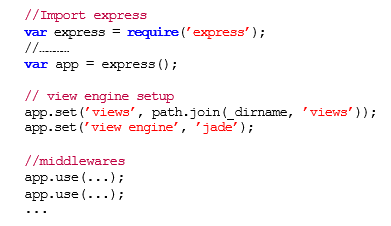 //Import express
var express = require('express');
//…………
var app = express();
// view engine setup
app.set('views', path.join(_dirname, 'views'));
app.set('view engine', 'jade');
//middlewares
app.use(...);
app.use(...);
...